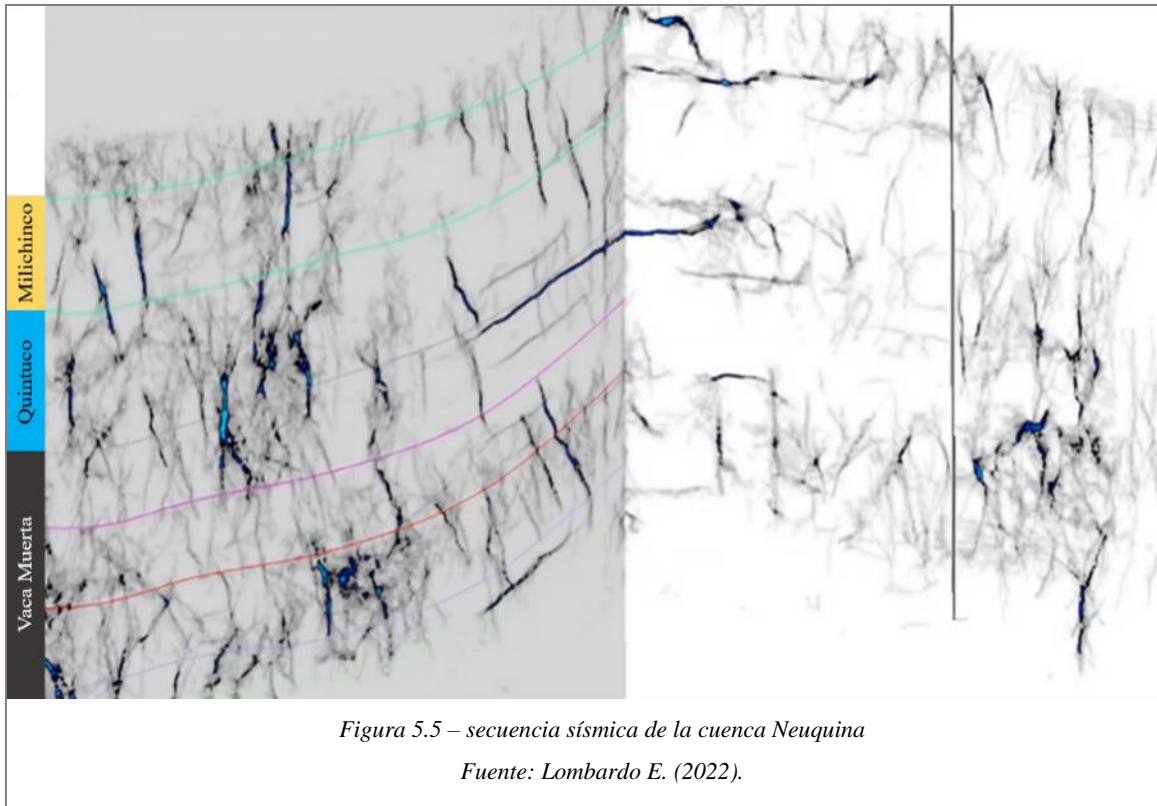 Milichinco
Quintuco
Vaca Muerta
Figura 5.5 – secuencia sísmica de la cuenca Neuquina
Fuente: Lombardo E. (2022).